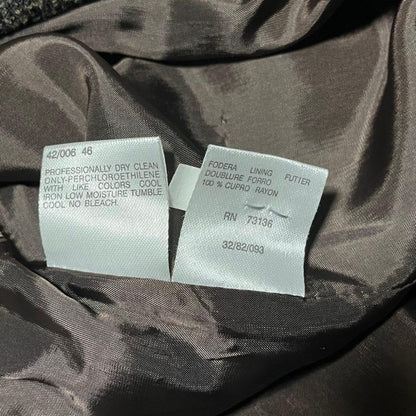 42/006 46
PROFESSIONALLY DRY CLEAN
ONLY-PERCHLOROETHILENE
WITH LIKE COLORS COOL
IRON LOW MOISTURE TUMBLE
COOL NO BLEACH.
FODERA LINING FUTTER
DOUBLURE FORRO
100 % CUPRO RAYON
RN 73136
32/82/093